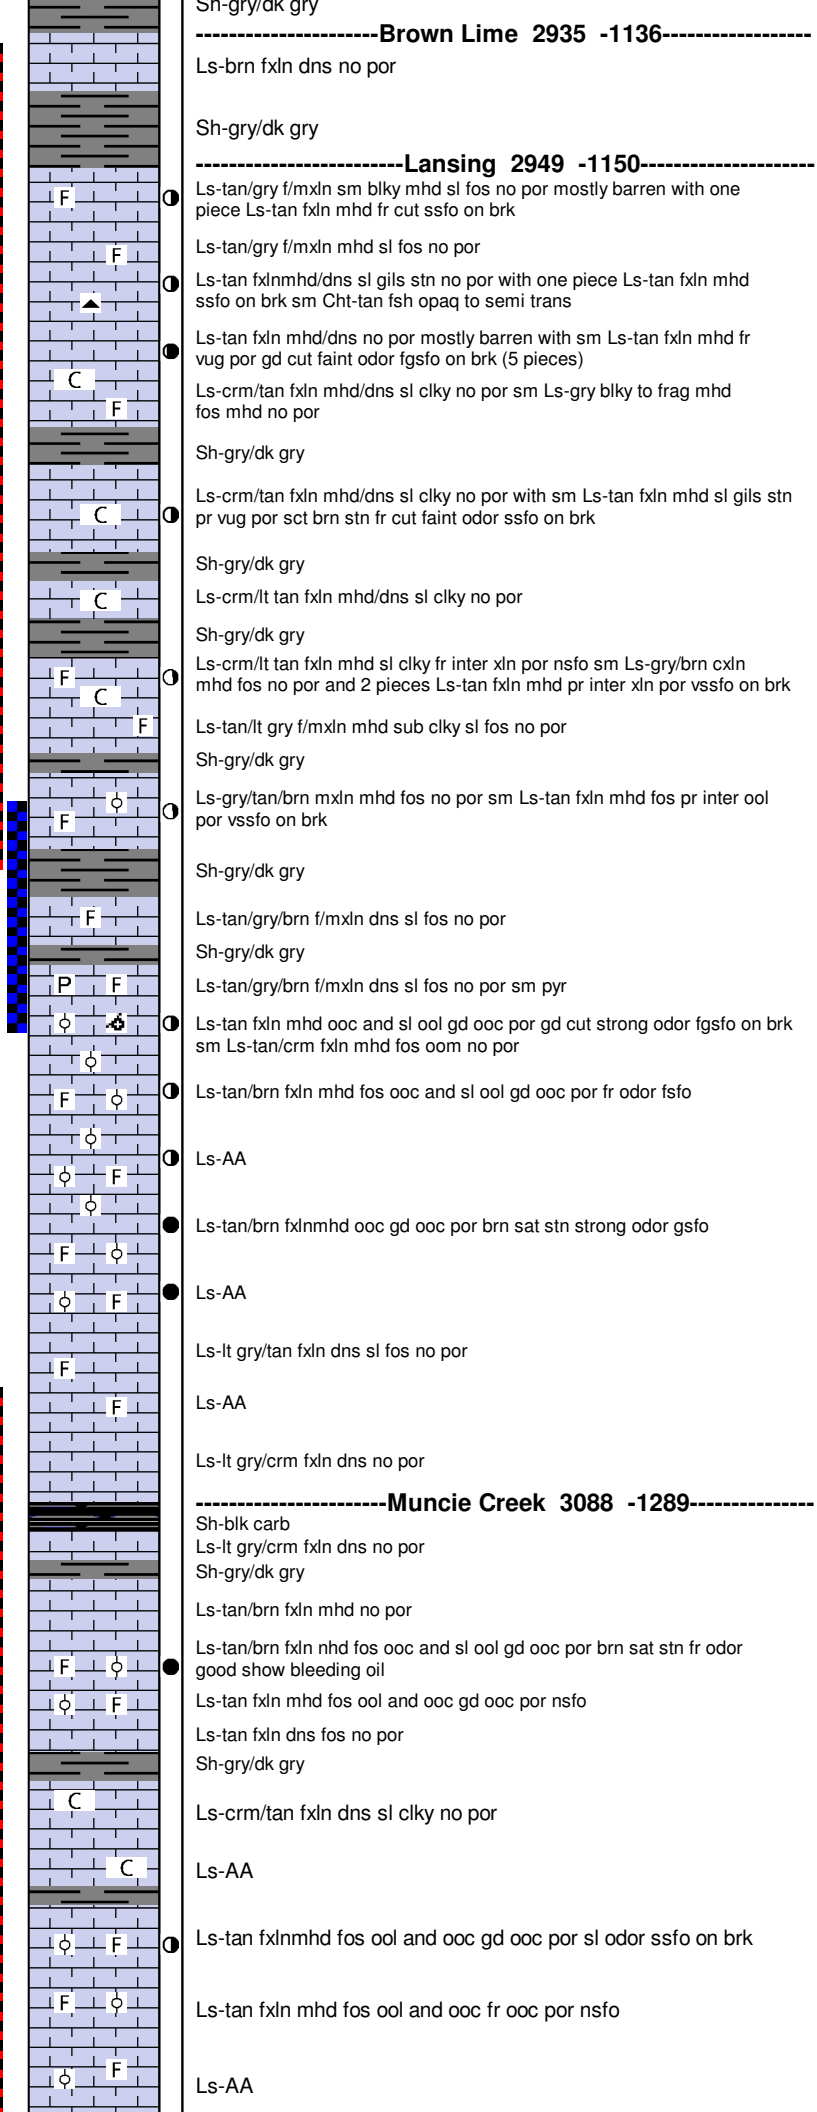 Sh-gry/dk gry
----------------------Brown Lime 2935 -1136------------------
Ls-brn fxln dns no por
Sh-gry/dk gry
-------------------------Lansing 2949 -1150---------------------
Ls-tan/gry f/mxln sm blky mhd sl fos no por mostly barren with one
piece Ls-tan fxln mhd fr cut ssfo on brk
F
Ls-tan/gry f/mxln mhd sl fos no por
F
Ls-tan fxlnmhd/dns sl gils stn no por with one piece Ls-tan fxln mhd
ssfo on brk sm Cht-tan fsh opaq to semi trans
Ls-tan fxln mhd/dns no por mostly barren with sm Ls-tan fxln mhd fr
vug por gd cut faint odor fgsfo on brk (5 pieces)
C
Ls-crm/tan fxln mhd/dns sl clky no por sm Ls-gry blky to frag mhd
fos mhd no por
F
Sh-gry/dk gry
Ls-crm/tan fxln mhd/dns sl clky no por with sm Ls-tan fxln mhd sl gils stn
pr vug por sct brn stn fr cut faint odor ssfo on brk
C
Sh-gry/dk gry
C
Ls-crm/lt tan fxln mhd/dns sl clky no por
Sh-gry/dk gry
Ls-crm/lt tan fxln mhd sl clky fr inter xln por nsfo sm Ls-gry/brn cxln
mhd fos no por and 2 pieces Ls-tan fxln mhd pr inter xln por vssfo on brk
F
C
F
Ls-tan/lt gry f/mxln mhd sub clky sl fos no por
Sh-gry/dk gry
Ls-gry/tan/brn mxln mhd fos no por sm Ls-tan fxln mhd fos pr inter ool
por vssfo on brk
F
Sh-gry/dk gry
F
Ls-tan/gry/brn f/mxln dns sl fos no por
Sh-gry/dk gry
P F
Ls-tan/gry/brn f/mxln dns sl fos no por sm pyr
Ls-tan fxln mhd ooc and sl ool gd ooc por gd cut strong odor fgsfo on brk
sm Ls-tan/crm fxln mhd fos oom no por
F
Ls-tan/brn fxln mhd fos ooc and sl ool gd ooc por fr odor fsfo
Ls-AA
F
Ls-tan/brn fxlnmhd ooc gd ooc por brn sat stn strong odor gsfo
F
Ls-AA
F
Ls-lt gry/tan fxln dns sl fos no por
F
Ls-AA
F
Ls-lt gry/crm fxln dns no por
-----------------------Muncie Creek 3088 -1289---------------
Sh-blk carb
Ls-lt gry/crm fxln dns no por
Sh-gry/dk gry
Ls-tan/brn fxln mhd no por
Ls-tan/brn fxln nhd fos ooc and sl ool gd ooc por brn sat stn fr odor
good show bleeding oil
F
Ls-tan fxln mhd fos ool and ooc gd ooc por nsfo
F
Ls-tan fxln dns fos no por
Sh-gry/dk gry
C
Ls-crm/tan fxln dns sl clky no por
C
Ls-AA
Ls-tan fxlnmhd fos ool and ooc gd ooc por sl odor ssfo on brk
F
F
Ls-tan fxln mhd fos ool and ooc fr ooc por nsfo
F
Ls-AA